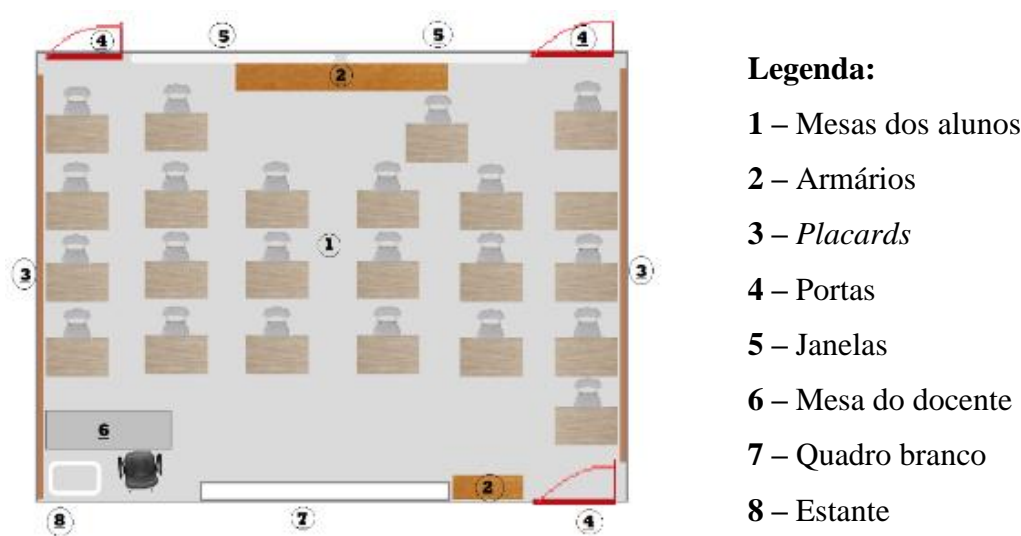 4 5 5 4
2
1
3 3
6
2
8 7 4
Legenda:
1 – Mesas dos alunos
2 – Armários
3 – Placards
4 – Portas
5 – Janelas
6 – Mesa do docente
7 – Quadro branco
8 – Estante